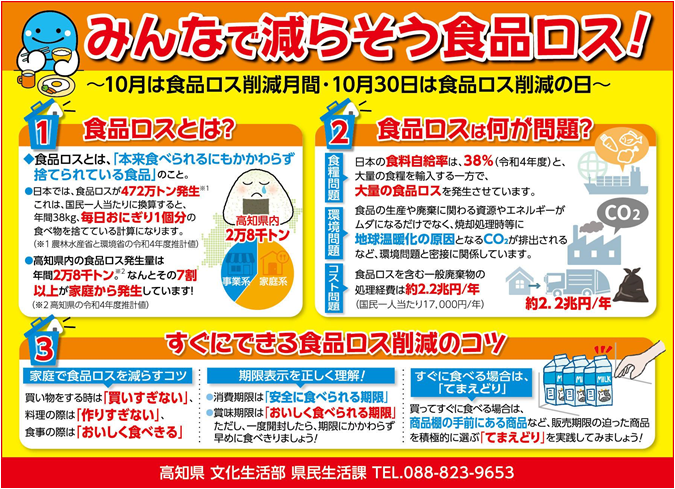 みんなで減らそう食品ロス!
～10月は食品ロス削減月間・10月30日は食品ロス削減の日～
1 食品ロスとは?
◆食品ロスとは、「本来食べられるにもかかわらず
捨てられている食品」のこと。
●日本では、食品ロスが472万トン発生※1
これは、国民一人当たりに換算すると、
年間38kg、毎日おにぎり1個分の
食べ物を捨てている計算になります。
(※1 農林水産省と環境省の令和4年度推計値)
●高知県内の食品ロス発生量は
年間2万8千トン。※2 なんとその7割
以上が家庭から発生しています!
(※2 高知県の令和4年度推計値)
高知県内
2万8千トン
事業系
家庭系
2 食品ロスは何が問題?
食糧問題
日本の食料自給率は、38%(令和4年度)と、
大量の食糧を輸入する一方で、
大量の食品ロスを発生させています。
環境問題
食品の生産や廃棄に関わる資源やエネルギーが
ムダになるだけでなく、焼却処理時等に
地球温暖化の原因となるCO2が排出される
など、環境問題と密接に関係しています。
CO2
コスト問題
食品ロスを含む一般廃棄物の
処理経費は約2.2兆円/年
(国民一人当たり17,000円/年)
約2.2兆円/年
3 すぐにできる食品ロス削減のコツ
家庭で食品ロスを減らすコツ
買い物をする時は「買いすぎない」、
料理の際は「作りすぎない」、
食事の際は「おいしく食べきる」
期限表示を正しく理解!
●消費期限は「安全に食べられる期限」
●賞味期限は「おいしく食べられる期限」
ただし、一度開封したら、期限にかかわらず
早めに食べきりましょう!
すぐに食べる場合は、
「てまえどり」
買ってすぐに食べる場合は、
商品棚の手前にある商品など、販売期限の迫った商品
を積極的に選ぶ「てまえどり」を実践してみましょう!
MILK
高知県 文化生活部 県民生活課 TEL.088-823-9653